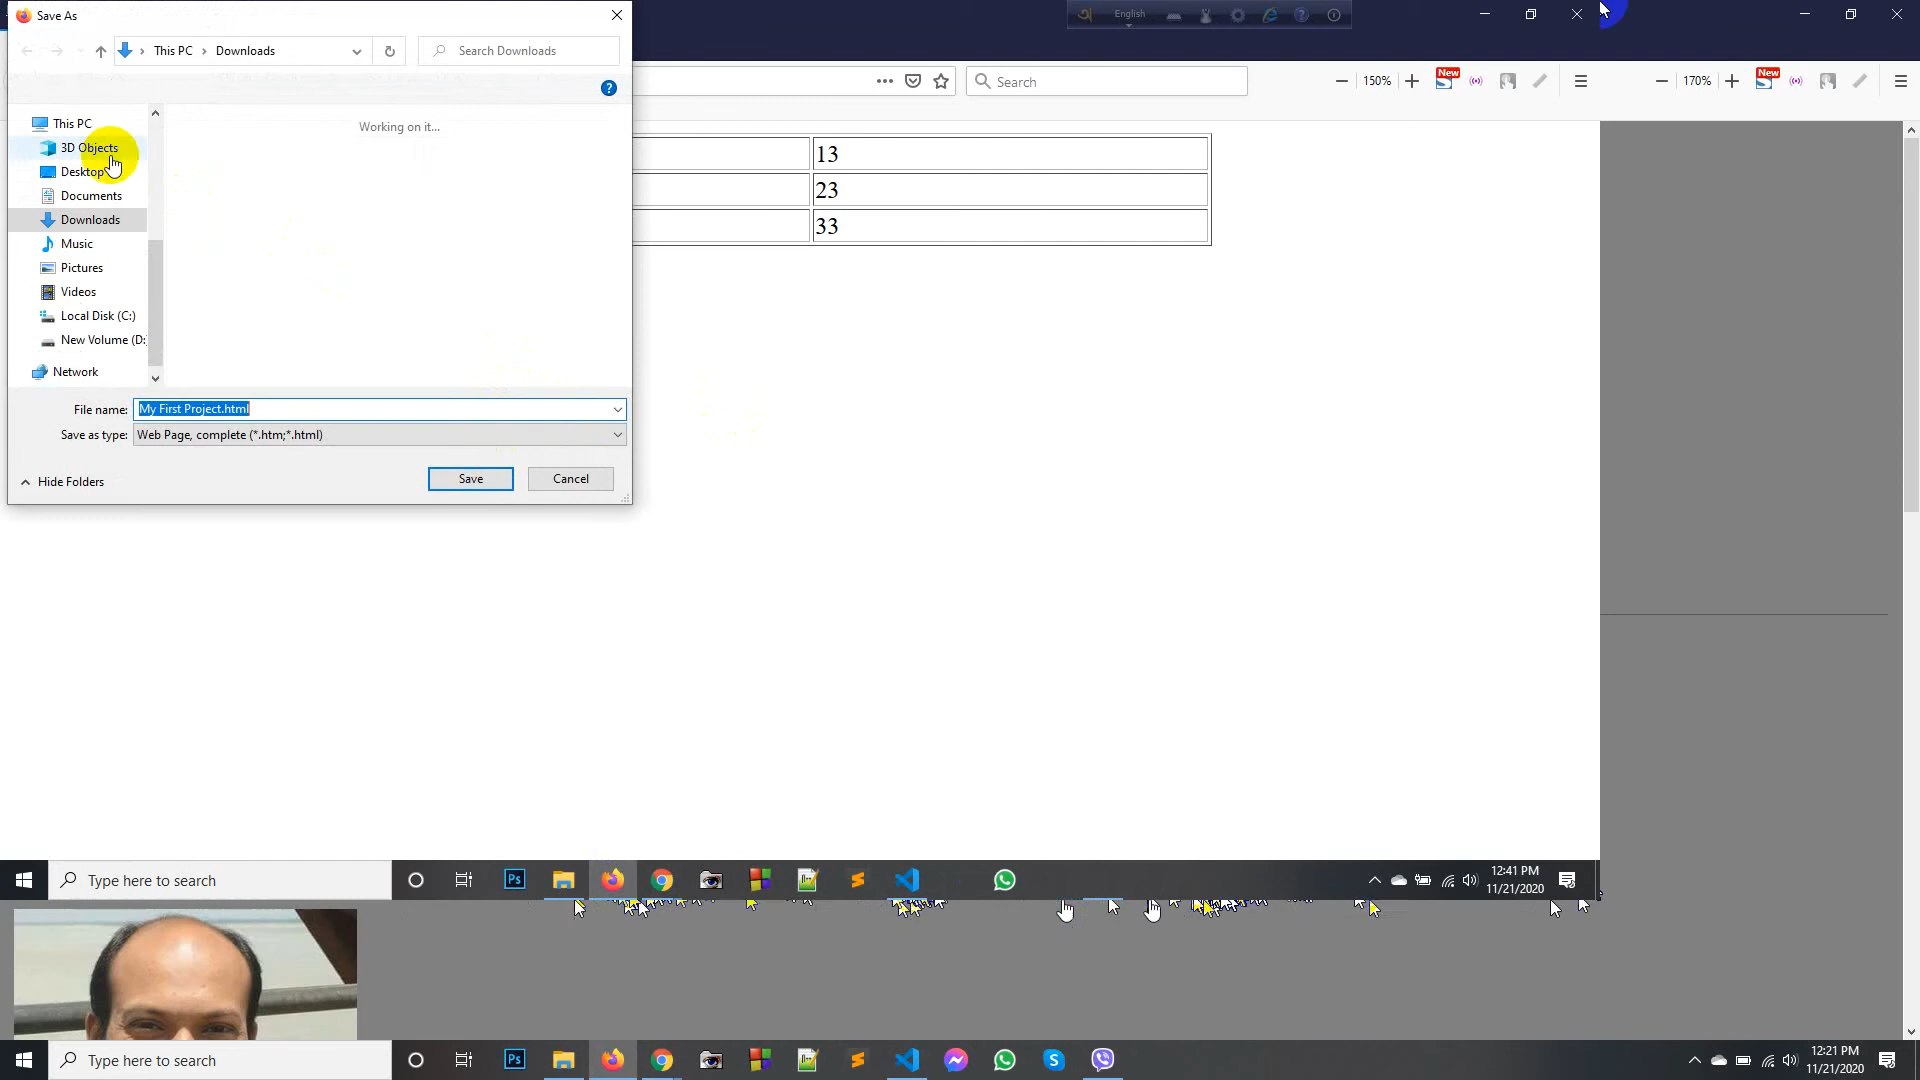 Save As
English
This PC
Downloads
Search Downloads
Search
150%
New
170%
New
This PC
3D Objects
Desktop
Documents
Downloads
Music
Pictures
Videos
Local Disk (C:)
New Volume (D:
Network
Working on it...
13
23
33
File name:
My First Project.html
Save as type:
Web Page, complete (*.htm;*.html)
Hide Folders
Save
Cancel
Type here to search
Ps
12:41 PM
11/21/2020
Type here to search
Ps
12:21 PM
11/21/2020